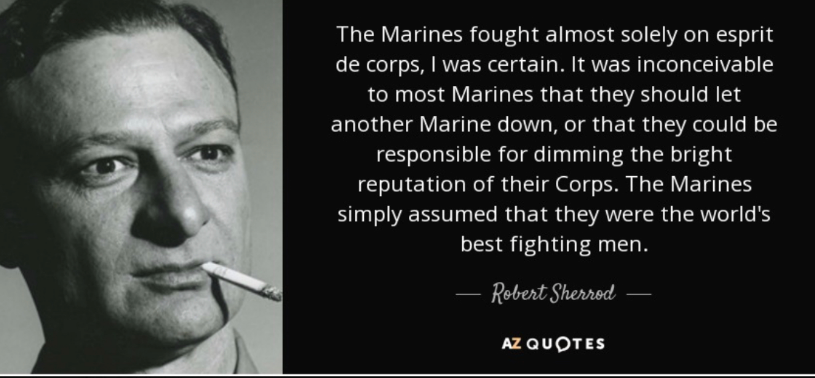 The Marines fought almost solely on esprit
de corps, I was certain. It was inconceivable
to most Marines that they should let
another Marine down, or that they could be
responsible for dimming the bright
reputation of their Corps. The Marines
simply assumed that they were the world's
best fighting men.
Robert Sherrod
AZ QUOTES